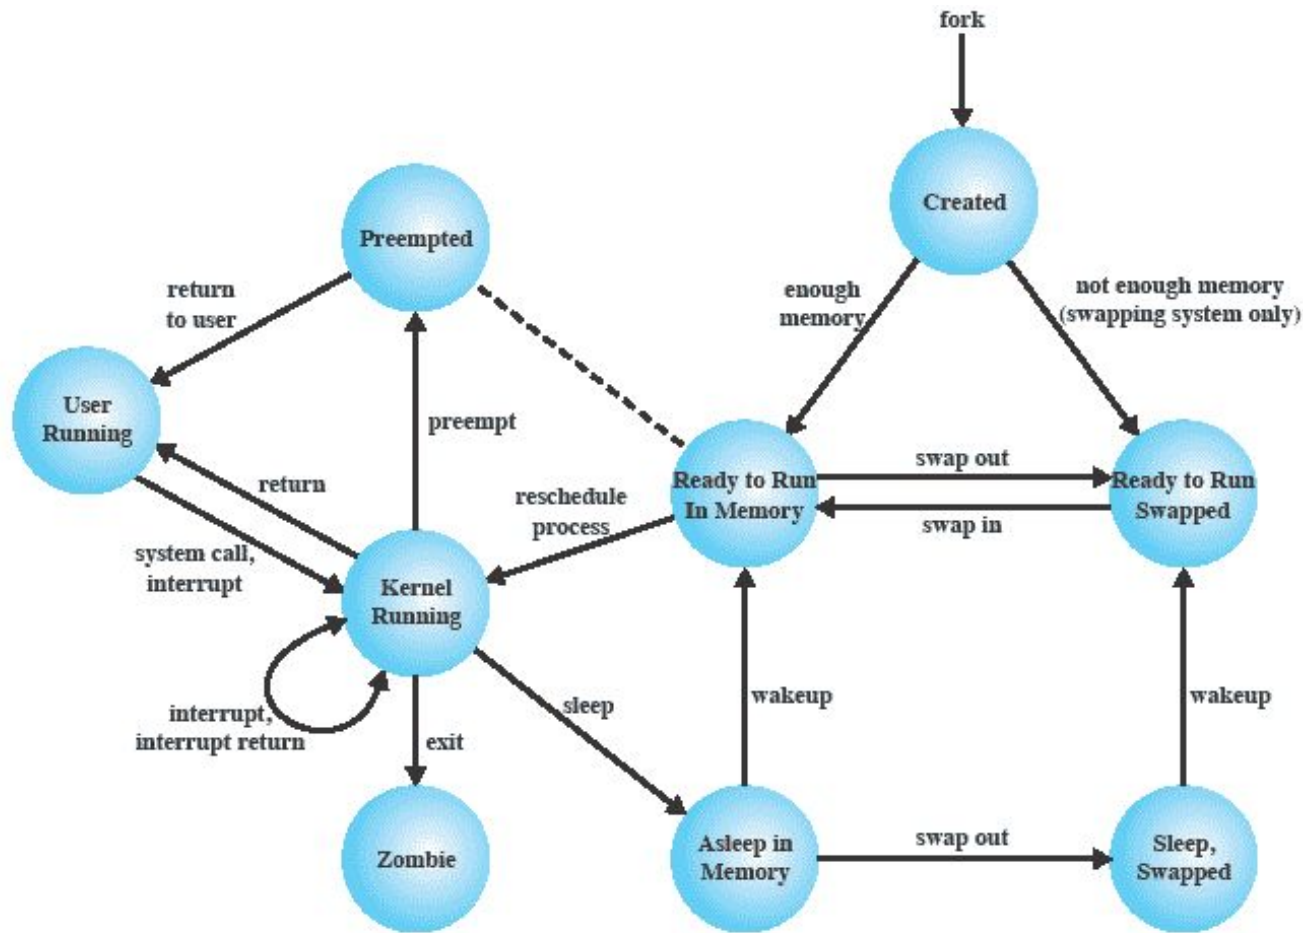 fork
Created
Preempted
return
to user
enough
memory
not enough memory
(swapping system only)
User
Running
preempt
return
reschedule
process
Ready to Run
In Memory
swap out
swap in
Ready to Run
Swapped
system call,
interrupt
Kernel
Running
interrupt,
interrupt return
exit
sleep
wakeup
wakeup
Zombie
Asleep in
Memory
swap out
Sleep,
Swapped